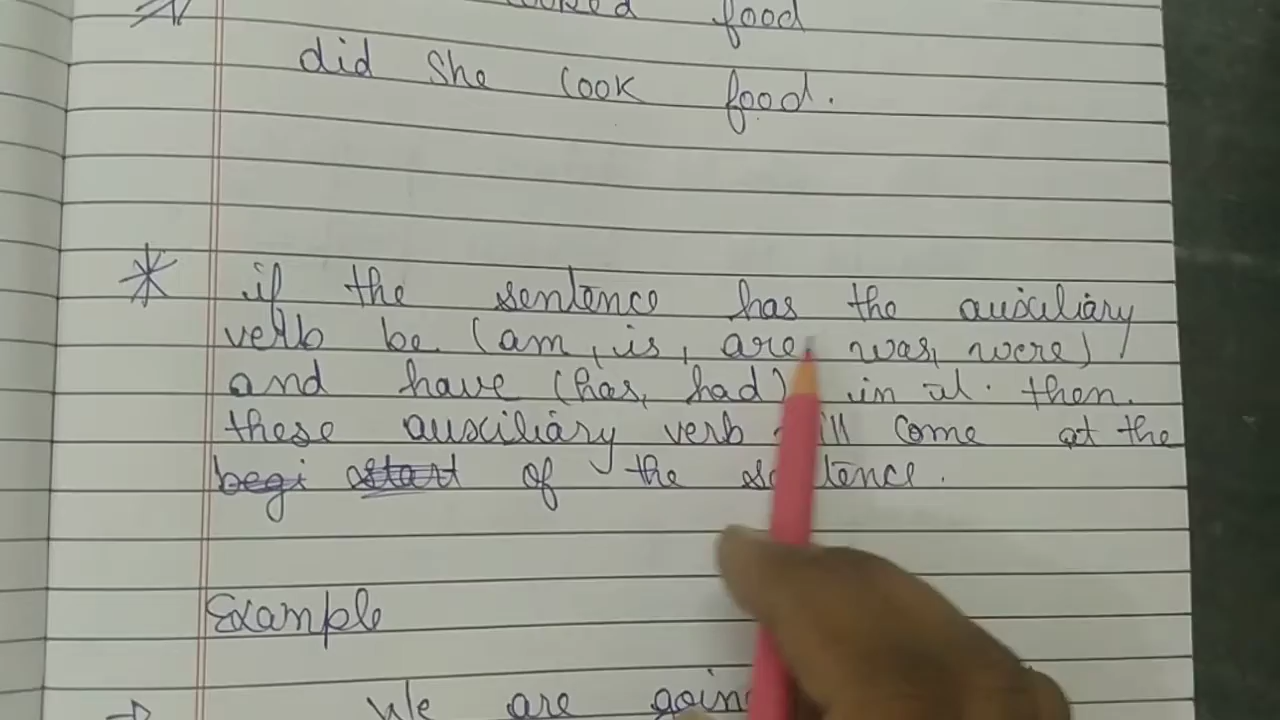 food
did she cook food.
* if the sentence has the auxiliary
verb be (am, is, are, was, were)
and have (has, had) in it. then.
these auxiliary verb will come at the
begi start of the sentence.
Example
→ We are going